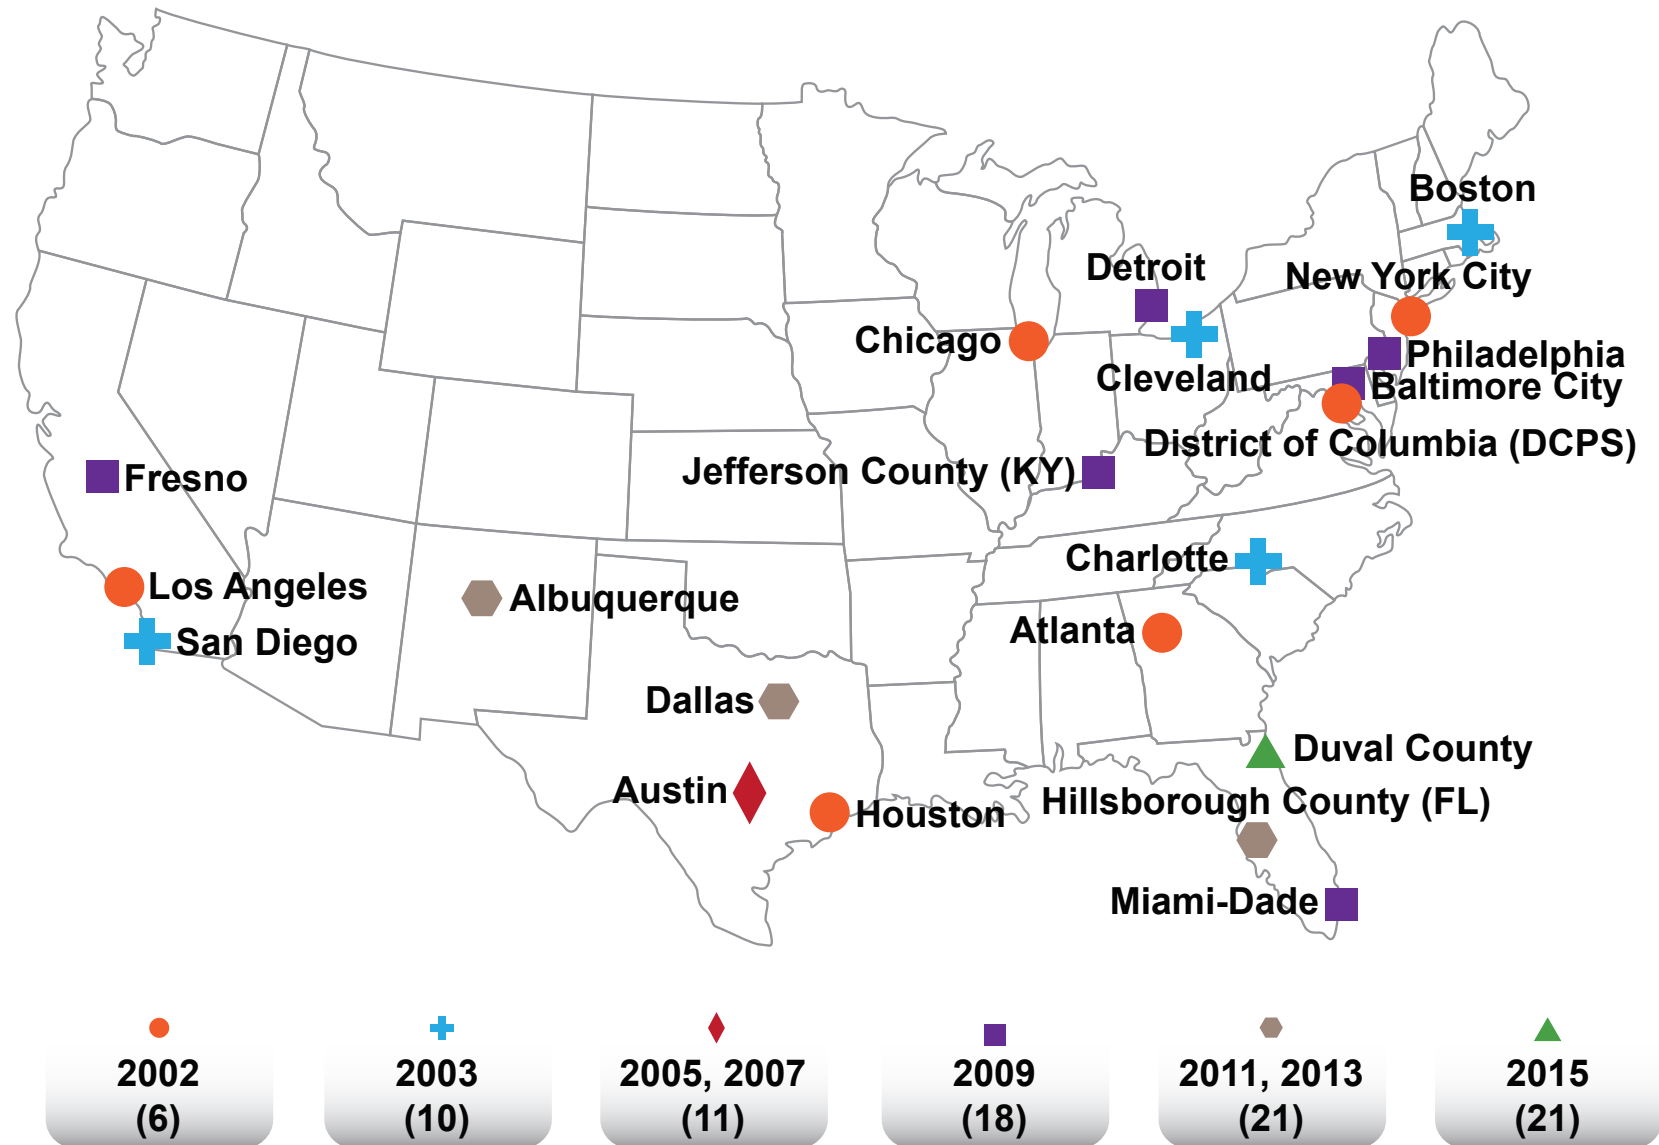 Boston
Detroit
New York City
Chicago
Philadelphia
Cleveland
Baltimore City
District of Columbia (DCPS)
Jefferson County (KY)
Fresno
Charlotte
Los Angeles
Albuquerque
Atlanta
San Diego
Dallas
Duval County
Austin
Hillsborough County (FL)
Houston
Miami-Dade
2002
(6)
2003
(10)
2005, 2007
(11)
2009
(18)
2011, 2013
(21)
2015
(21)